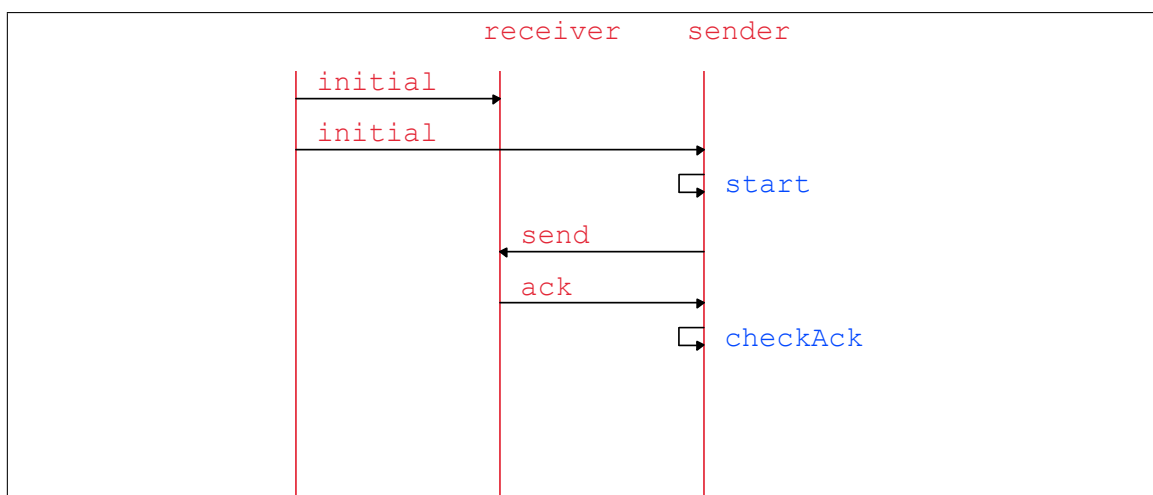 receiver sender
initial
initial
start
send
ack
checkAck